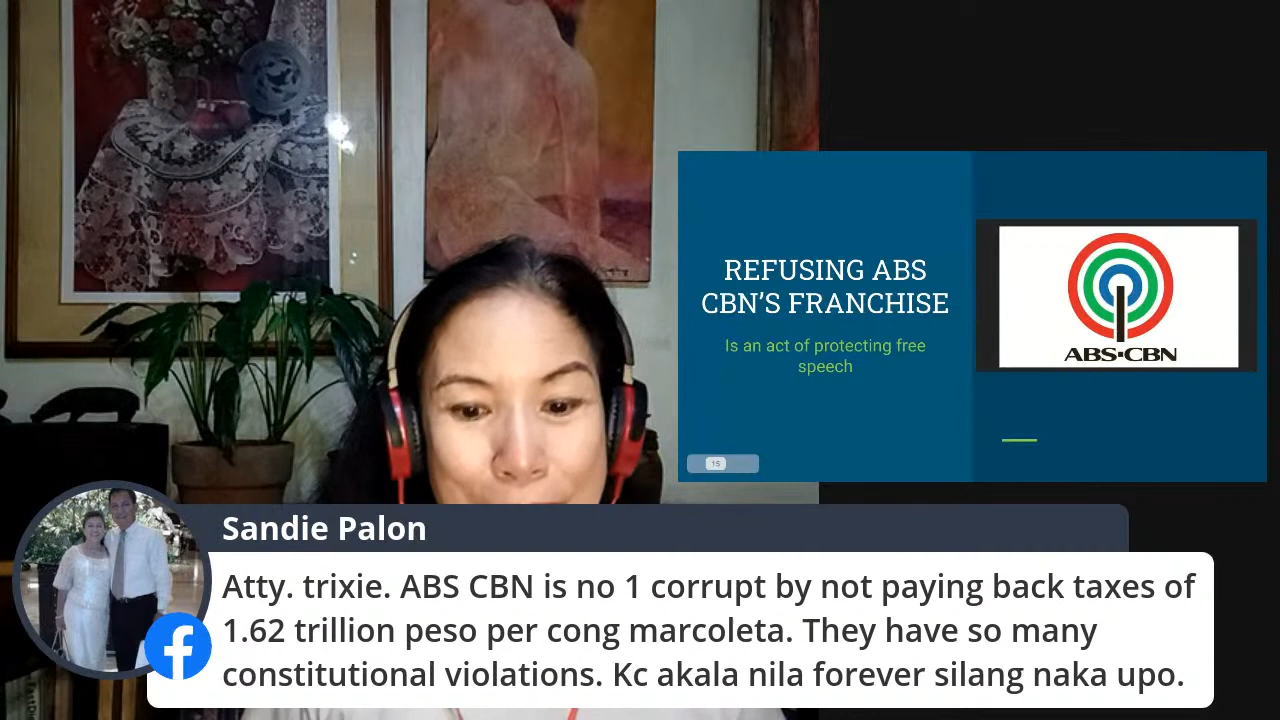 REFUSING ABS
CBN'S FRANCHISE
Is an act of protecting free
speech
ABS•CBN
15
Sandie Palon
Atty. trixie. ABS CBN is no 1 corrupt by not paying back taxes of
1.62 trillion peso per cong marcoleta. They have so many
constitutional violations. Kc akala nila forever silang naka upo.